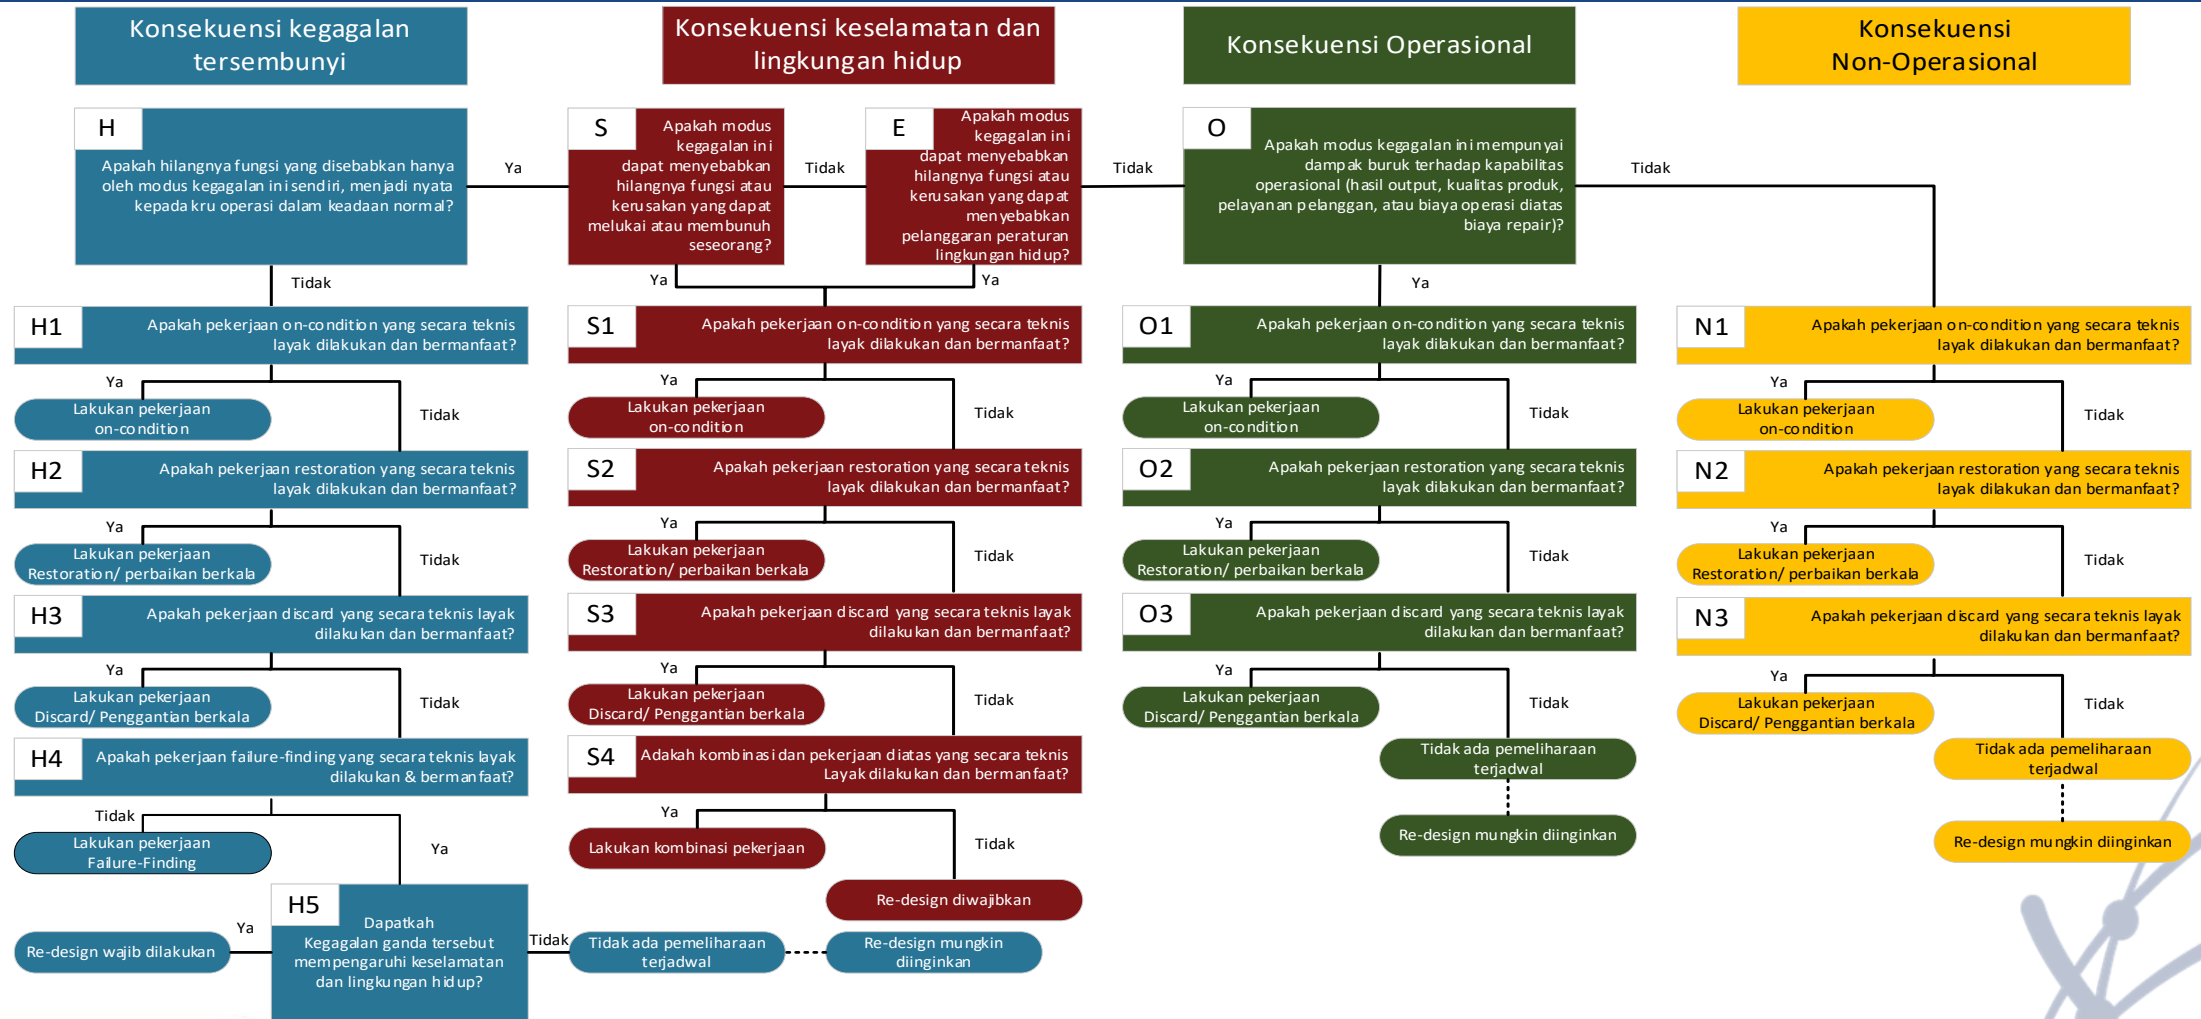 Konsekuensi kegagalan
tersembunyi
Konsekuensi keselamatan dan
lingkungan hidup
Konsekuensi Operasional
Konsekuensi
Non-Operasional
H
Apakah hilangnya fungsi yang disebabkan hanya
oleh modus kegagalan ini sendiri, menjadi nyata
kepada kru operasi dalam keadaan normal?
Ya
S
Apakah modus
kegagalan ini
dapat menyebabkan
hilangnya fungsi atau
kerusakan yang dapat
melukai atau membunuh
seseorang?
Tidak
E
Apakah modus
kegagalan ini
dapat menyebabkan
hilangnya fungsi atau
kerusakan yang dapat
menyebabkan
pelanggaran peraturan
lingkungan hidup?
Tidak
O
Apakah modus kegagalan ini mempunyai
dampak buruk terhadap kapabilitas
operasional (hasil output, kualitas produk,
pelayanan pelanggan, atau biaya operasi diatas
biaya repair)?
Tidak
Tidak
Ya
Ya
Ya
H1
Apakah pekerjaan on-condition yang secara teknis
layak dilakukan dan bermanfaat?
Ya
Lakukan pekerjaan
on-condition
Tidak
H2
Apakah pekerjaan restoration yang secara teknis
layak dilakukan dan bermanfaat?
Ya
Lakukan pekerjaan
Restoration/ perbaikan berkala
Tidak
H3
Apakah pekerjaan discard yang secara teknis layak
dilakukan dan bermanfaat?
Ya
Lakukan pekerjaan
Discard/ Penggantian berkala
Tidak
H4
Apakah pekerjaan failure-finding yang secara teknis layak
dilakukan & bermanfaat?
Tidak
Lakukan pekerjaan
Failure-Finding
Ya
H5
Dapatkah
Kegagalan ganda tersebut
mempengaruhi keselamatan
dan lingkungan hidup?
Ya
Re-design wajib dilakukan
Tidak
Tidak ada pemeliharaan
terjadwal
Re-design mungkin
diinginkan
S1
Apakah pekerjaan on-condition yang secara teknis
layak dilakukan dan bermanfaat?
Ya
Lakukan pekerjaan
on-condition
Tidak
S2
Apakah pekerjaan restoration yang secara teknis
layak dilakukan dan bermanfaat?
Ya
Lakukan pekerjaan
Restoration/ perbaikan berkala
Tidak
S3
Apakah pekerjaan discard yang secara teknis layak
dilakukan dan bermanfaat?
Ya
Lakukan pekerjaan
Discard/ Penggantian berkala
Tidak
S4
Adakah kombinasi dan pekerjaan diatas yang secara teknis
Layak dilakukan dan bermanfaat?
Ya
Lakukan kombinasi pekerjaan
Tidak
Re-design diwajibkan
O1
Apakah pekerjaan on-condition yang secara teknis
layak dilakukan dan bermanfaat?
Ya
Lakukan pekerjaan
on-condition
Tidak
O2
Apakah pekerjaan restoration yang secara teknis
layak dilakukan dan bermanfaat?
Ya
Lakukan pekerjaan
Restoration/ perbaikan berkala
Tidak
O3
Apakah pekerjaan discard yang secara teknis layak
dilakukan dan bermanfaat?
Ya
Lakukan pekerjaan
Discard/ Penggantian berkala
Tidak
Tidak ada pemeliharaan
terjadwal
Re-design mungkin diinginkan
N1
Apakah pekerjaan on-condition yang secara teknis
layak dilakukan dan bermanfaat?
Ya
Lakukan pekerjaan
on-condition
Tidak
N2
Apakah pekerjaan restoration yang secara teknis
layak dilakukan dan bermanfaat?
Ya
Lakukan pekerjaan
Restoration/ perbaikan berkala
Tidak
N3
Apakah pekerjaan discard yang secara teknis layak
dilakukan dan bermanfaat?
Ya
Lakukan pekerjaan
Discard/ Penggantian berkala
Tidak
Tidak ada pemeliharaan
terjadwal
Re-design mungkin diinginkan